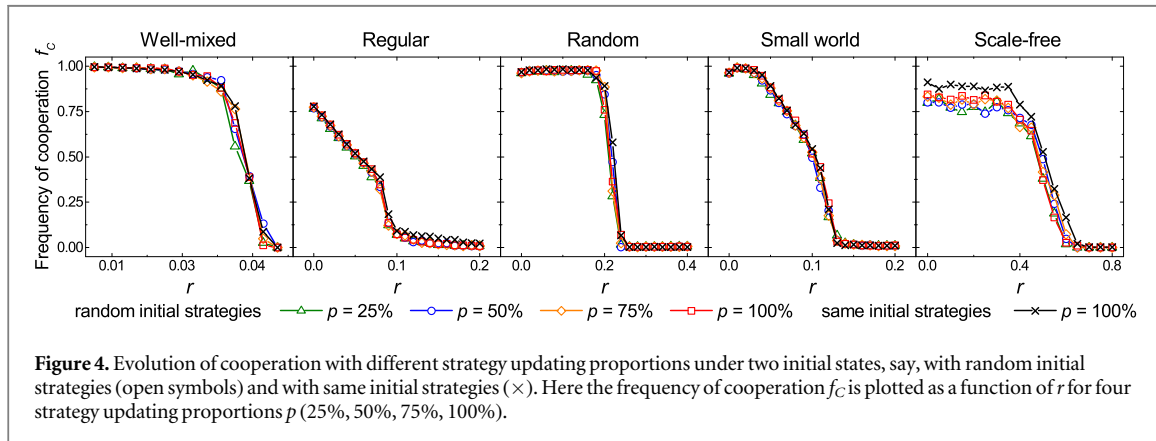 Well-mixed Regular Random Small world Scale-free
Frequency of cooperation f_C
1.00
0.75
0.50
0.25
0.00
0.01 0.03 0.04 0.0 0.1 0.2 0.0 0.2 0.4 0.0 0.1 0.2 0.0 0.4 0.8
r r r r r
random initial strategies p = 25% p = 50% p = 75% p = 100% same initial strategies p = 100%
Figure 4. Evolution of cooperation with different strategy updating proportions under two initial states, say, with random initial
strategies (open symbols) and with same initial strategies (×). Here the frequency of cooperation f_C is plotted as a function of r for four
strategy updating proportions p (25%, 50%, 75%, 100%).